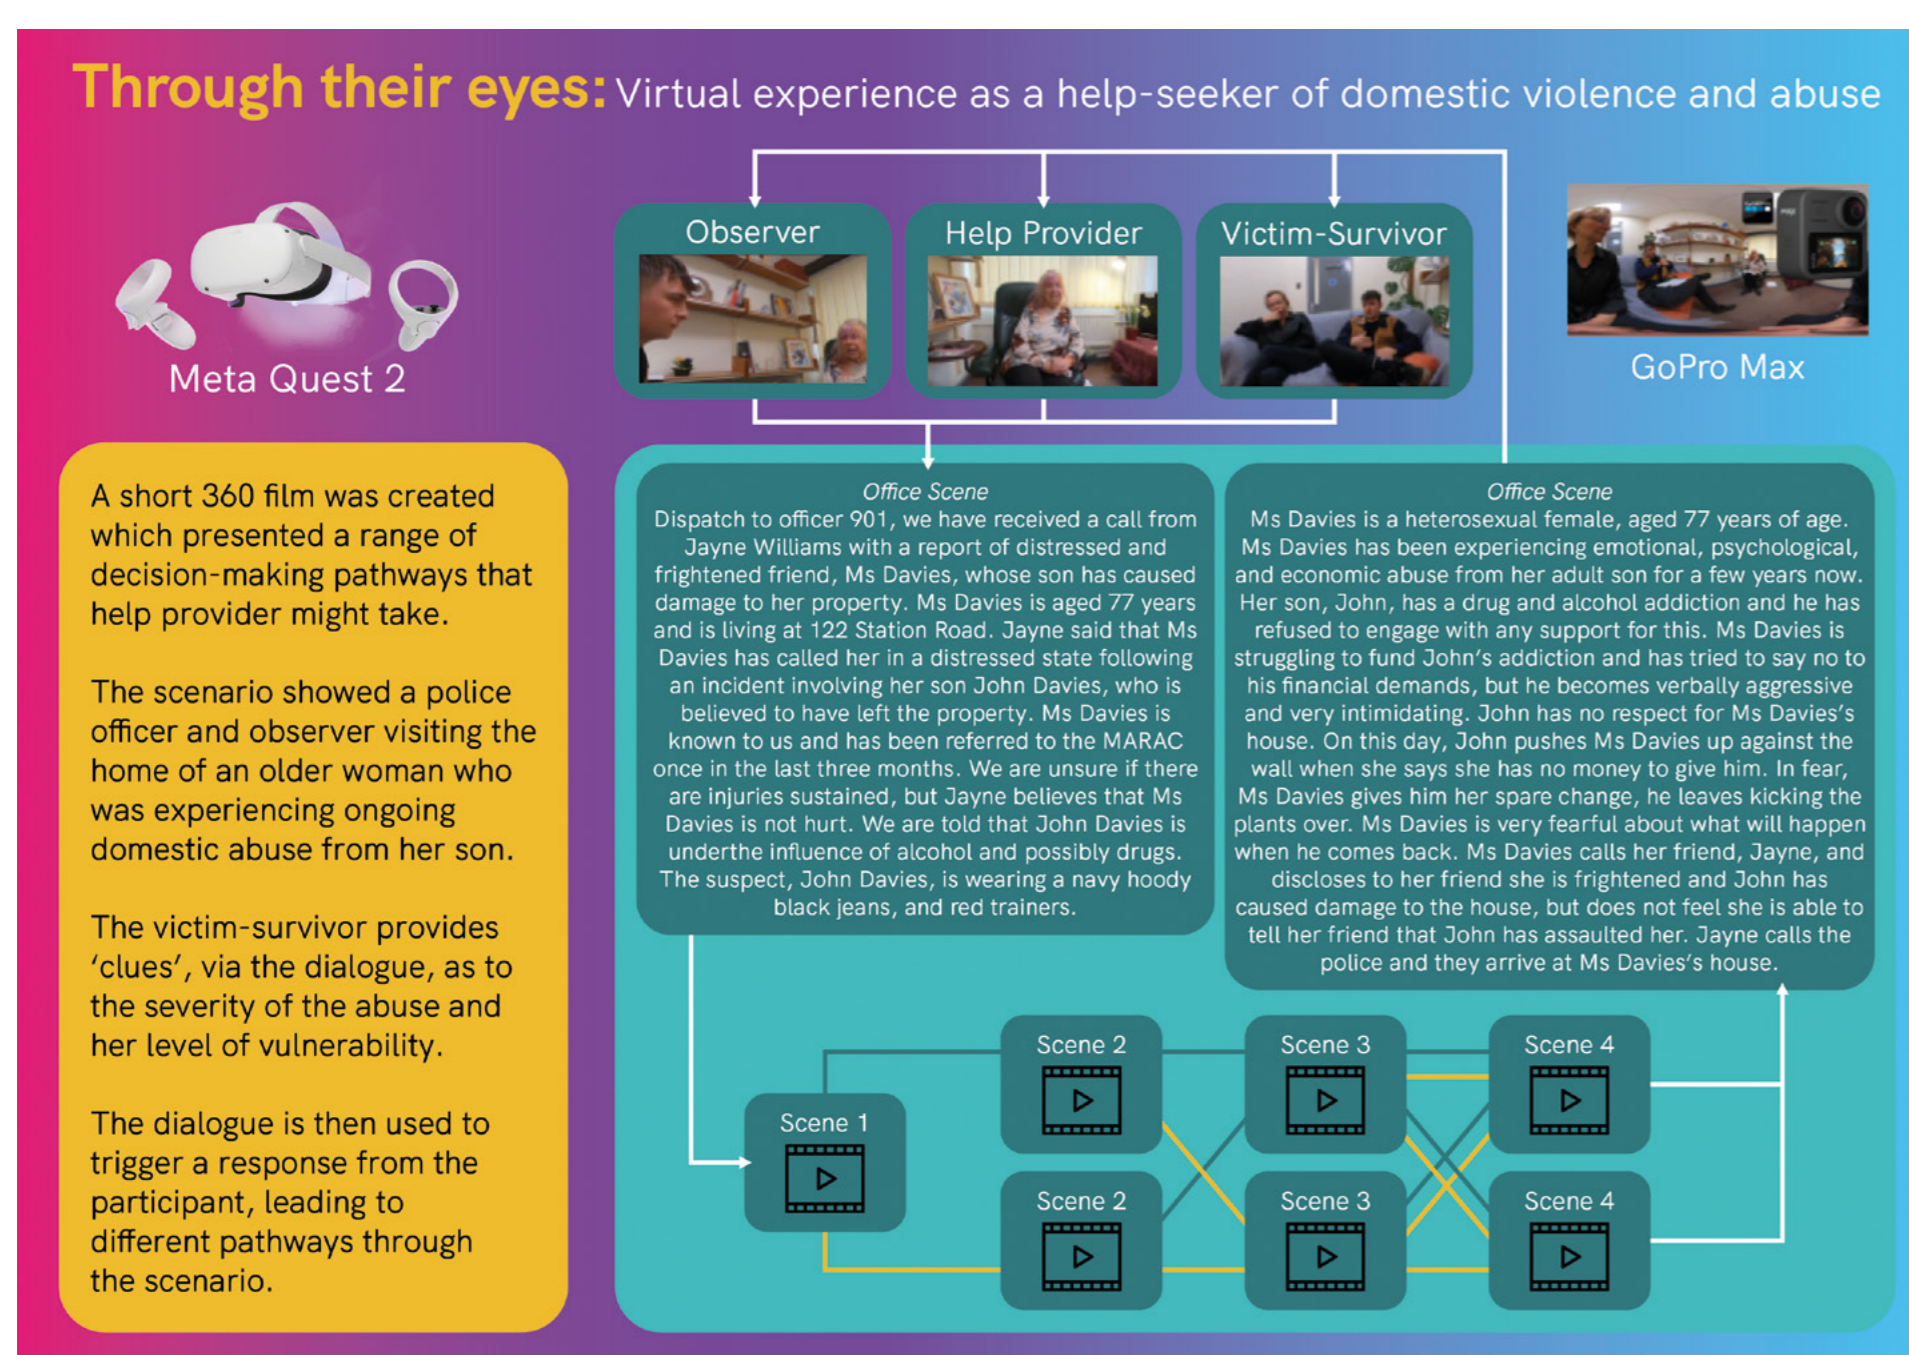 Through their eyes: Virtual experience as a help-seeker of domestic violence and abuse
Meta Quest 2
Observer
Help Provider
Victim-Survivor
GoPro Max
A short 360 film was created
which presented a range of
decision-making pathways that
help provider might take.
The scenario showed a police
officer and observer visiting the
home of an older woman who
was experiencing ongoing
domestic abuse from her son.
The victim-survivor provides
‘clues’, via the dialogue, as to
the severity of the abuse and
her level of vulnerability.
The dialogue is then used to
trigger a response from the
participant, leading to
different pathways through
the scenario.
Office Scene
Dispatch to officer 901, we have received a call from
Jayne Williams with a report of distressed and
frightened friend, Ms Davies, whose son has caused
damage to her property. Ms Davies is aged 77 years
and is living at 122 Station Road. Jayne said that Ms
Davies has called her in a distressed state following
an incident involving her son John Davies, who is
believed to have left the property. Ms Davies is
known to us and has been referred to the MARAC
once in the last three months. We are unsure if there
are injuries sustained, but Jayne believes that Ms
Davies is not hurt. We are told that John Davies is
underthe influence of alcohol and possibly drugs.
The suspect, John Davies, is wearing a navy hoody
black jeans, and red trainers.
Office Scene
Ms Davies is a heterosexual female, aged 77 years of age.
Ms Davies has been experiencing emotional, psychological,
and economic abuse from her adult son for a few years now.
Her son, John, has a drug and alcohol addiction and he has
refused to engage with any support for this. Ms Davies is
struggling to fund John’s addiction and has tried to say no to
his financial demands, but he becomes verbally aggressive
and very intimidating. John has no respect for Ms Davies’s
house. On this day, John pushes Ms Davies up against the
wall when she says she has no money to give him. In fear,
Ms Davies gives him her spare change, he leaves kicking the
plants over. Ms Davies is very fearful about what will happen
when he comes back. Ms Davies calls her friend, Jayne, and
discloses to her friend she is frightened and John has
caused damage to the house, but does not feel she is able to
tell her friend that John has assaulted her. Jayne calls the
police and they arrive at Ms Davies’s house.
Scene 1
Scene 2
Scene 3
Scene 4
Scene 2
Scene 3
Scene 4